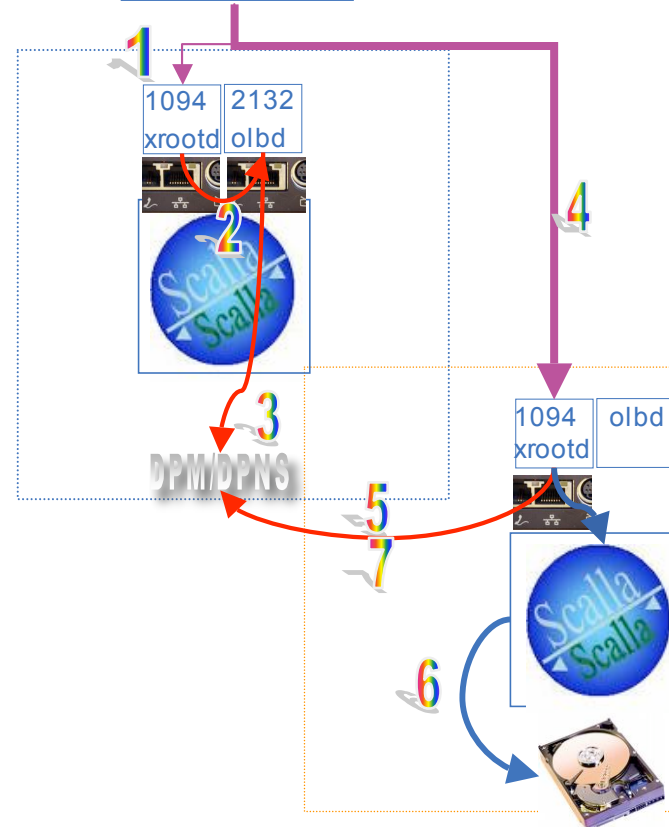 1
1094
xrootd
2132
olbd
2
Scalla
Scalla
3
DPM/DPNS
4
1094
xrootd
olbd
5
7
Scalla
Scalla
6